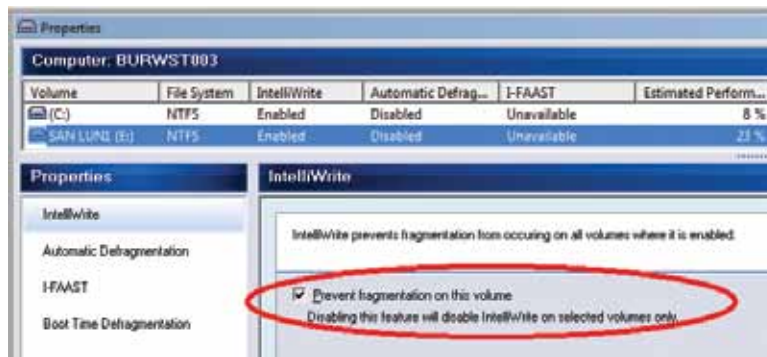 Properties
Computer: BURWST003
Volume File System IntelliWrite Automatic Defrag... I-FAAST Estimated Perform...
(C:) NTFS Enabled Disabled Unavailable 8 %
SAN LUN1 (E:) NTFS Enabled Disabled Unavailable 23 %
Properties IntelliWrite
IntelliWrite
IntelliWrite prevents fragmentation from occuring on all volumes where it is enabled.
Automatic Defragmentation
I-FAAST
Prevent fragmentation on this volume
Disabling this feature will disable IntelliWrite on selected volumes only.
Boot Time Defragmentation